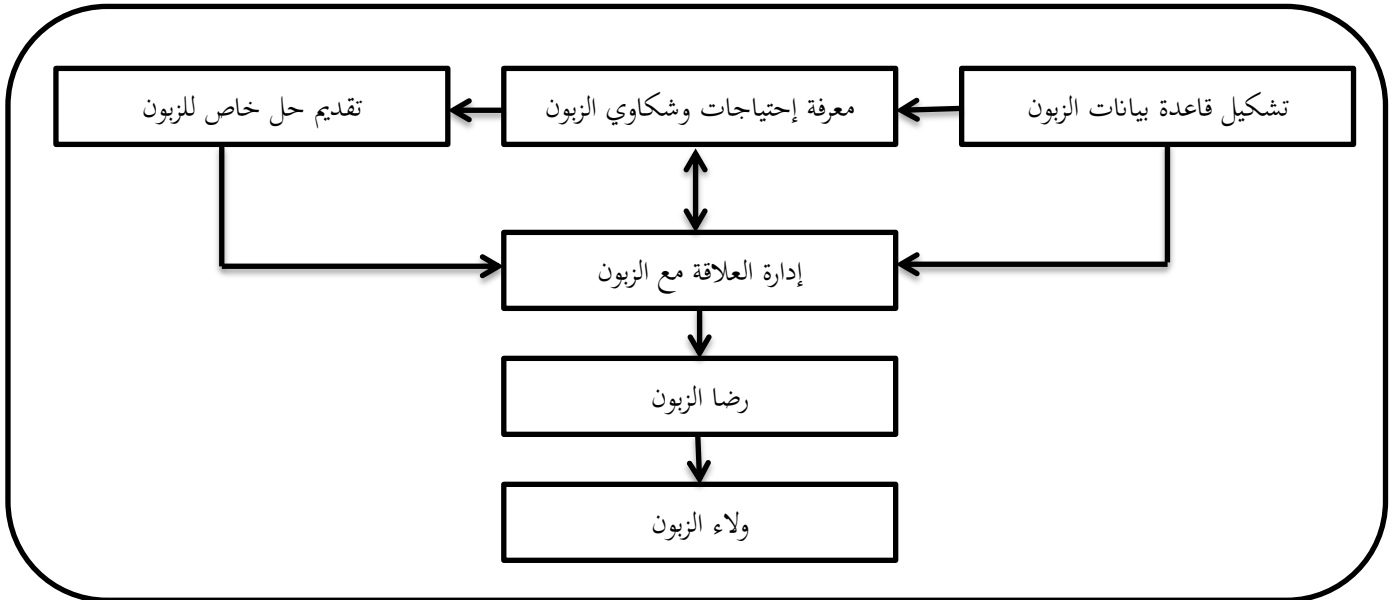 تشكيل قاعدة بيانات الزبون
معرفة إحتياجات وشكاوي الزبون
تقديم حل خاص للزبون
إدارة العلاقة مع الزبون
رضا الزبون
ولاء الزبون